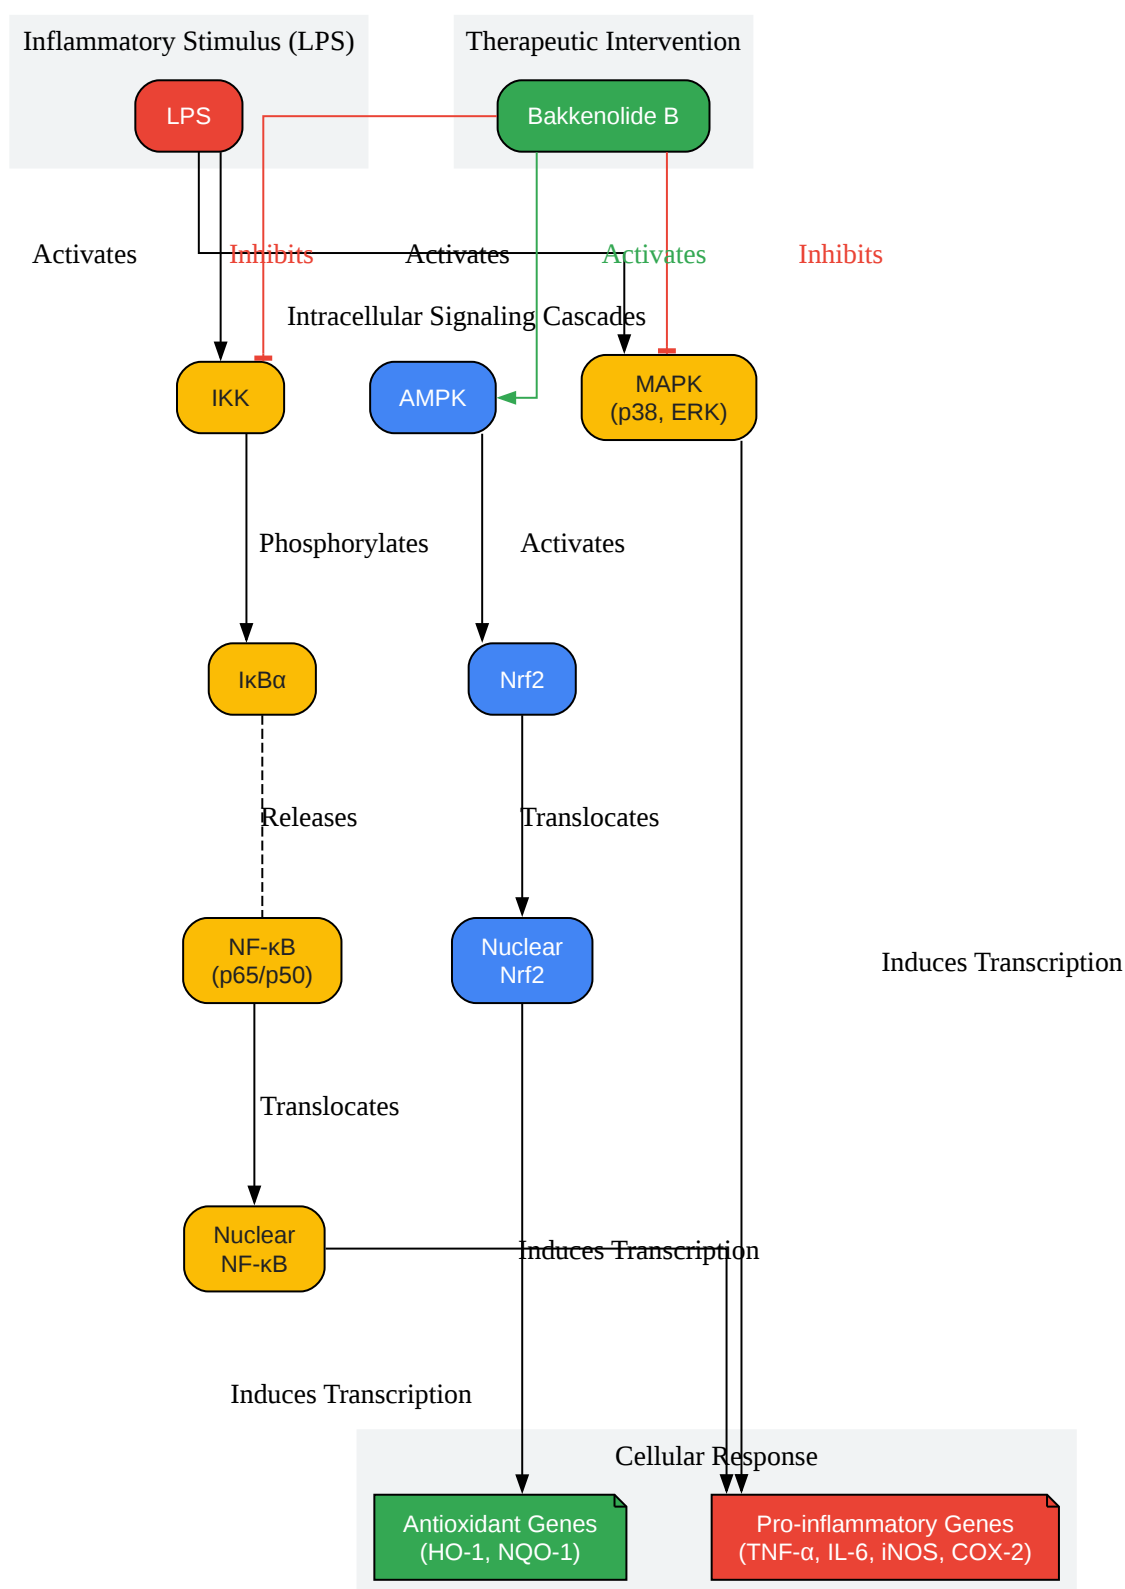 Inflammatory Stimulus (LPS)
Therapeutic Intervention
LPS
Bakkenolide B
Activates
Inhibits
Activates
Activates
Inhibits
Intracellular Signaling Cascades
IKK
AMPK
MAPK
(p38, ERK)
Phosphorylates
Activates
IκBα
Nrf2
Releases
Translocates
NF-κB
(p65/p50)
Nuclear
Nrf2
Induces Transcription
Translocates
Nuclear
NF-κB
Induces Transcription
Induces Transcription
Cellular Response
Antioxidant Genes
(HO-1, NQO-1)
Pro-inflammatory Genes
(TNF-α, IL-6, iNOS, COX-2)